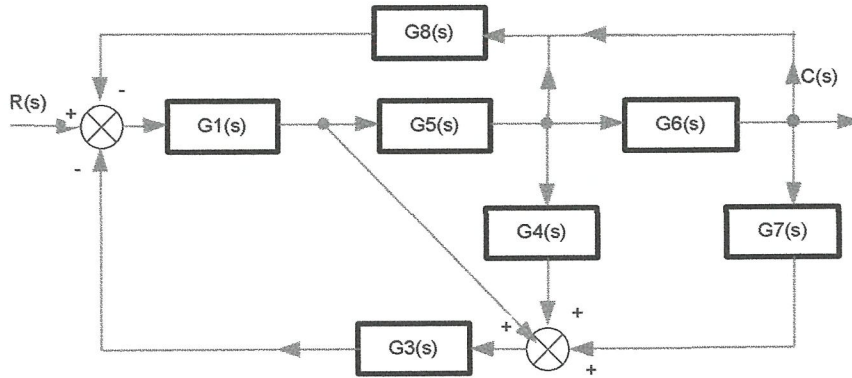 G8(s)
-
C(s)
R(s)
+
G1(s)
G5(s)
G6(s)
-
G4(s)
G7(s)
+
+
G3(s)
+